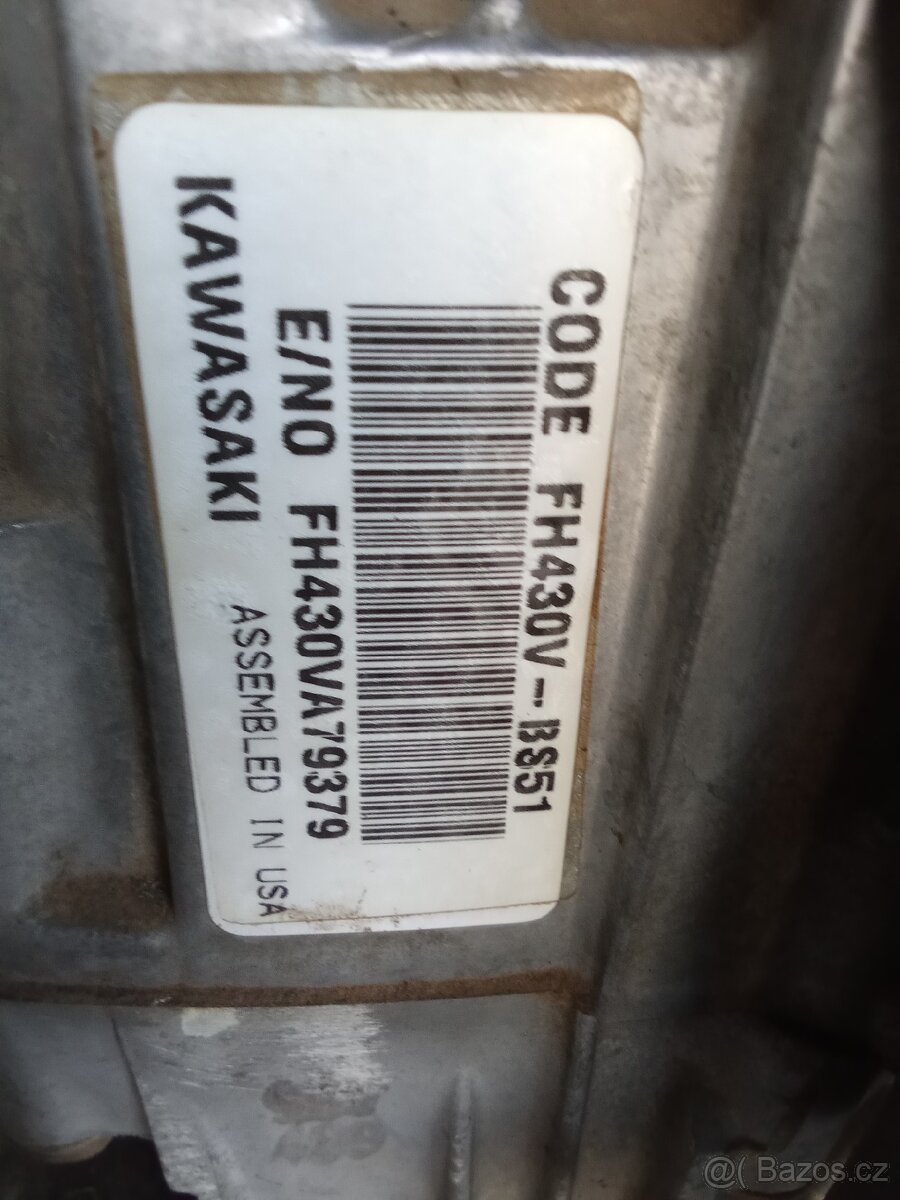 CODE FH430V-BS51
E/NO FH430VA79379
KAWASAKI ASSEMBLED IN USA
@( Bazos.cz